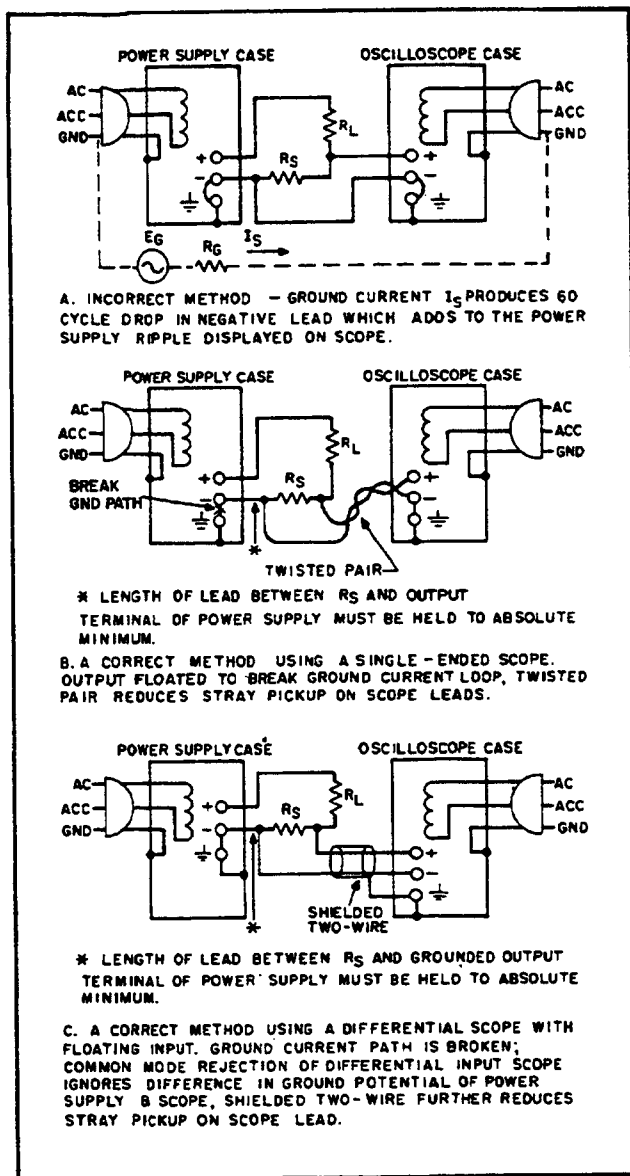 POWER SUPPLY CASE
OSCILLOSCOPE CASE
AC
ACC
GND
+
-
RS
RL
+
-
AC
ACC
GND
EG
RG
IS
A. INCORRECT METHOD - GROUND CURRENT IS PRODUCES 60
CYCLE DROP IN NEGATIVE LEAD WHICH ADDS TO THE POWER
SUPPLY RIPPLE DISPLAYED ON SCOPE.
POWER SUPPLY CASE
OSCILLOSCOPE CASE
AC
ACC
GND
BREAK
GND PATH
+
-
RS
RL
+
-
AC
ACC
GND
*
TWISTED PAIR
* LENGTH OF LEAD BETWEEN RS AND OUTPUT
TERMINAL OF POWER SUPPLY MUST BE HELD TO ABSOLUTE
MINIMUM.
B. A CORRECT METHOD USING A SINGLE-ENDED SCOPE.
OUTPUT FLOATED TO BREAK GROUND CURRENT LOOP, TWISTED
PAIR REDUCES STRAY PICKUP ON SCOPE LEADS.
POWER SUPPLY CASE
OSCILLOSCOPE CASE
AC
ACC
GND
+
-
RS
RL
+
-
AC
ACC
GND
*
SHIELDED
TWO-WIRE
* LENGTH OF LEAD BETWEEN RS AND GROUNDED OUTPUT
TERMINAL OF POWER SUPPLY MUST BE HELD TO ABSOLUTE
MINIMUM.
C. A CORRECT METHOD USING A DIFFERENTIAL SCOPE WITH
FLOATING INPUT. GROUND CURRENT PATH IS BROKEN;
COMMON MODE REJECTION OF DIFFERENTIAL INPUT SCOPE
IGNORES DIFFERENCE IN GROUND POTENTIAL OF POWER
SUPPLY & SCOPE, SHIELDED TWO-WIRE FURTHER REDUCES
STRAY PICKUP ON SCOPE LEAD.